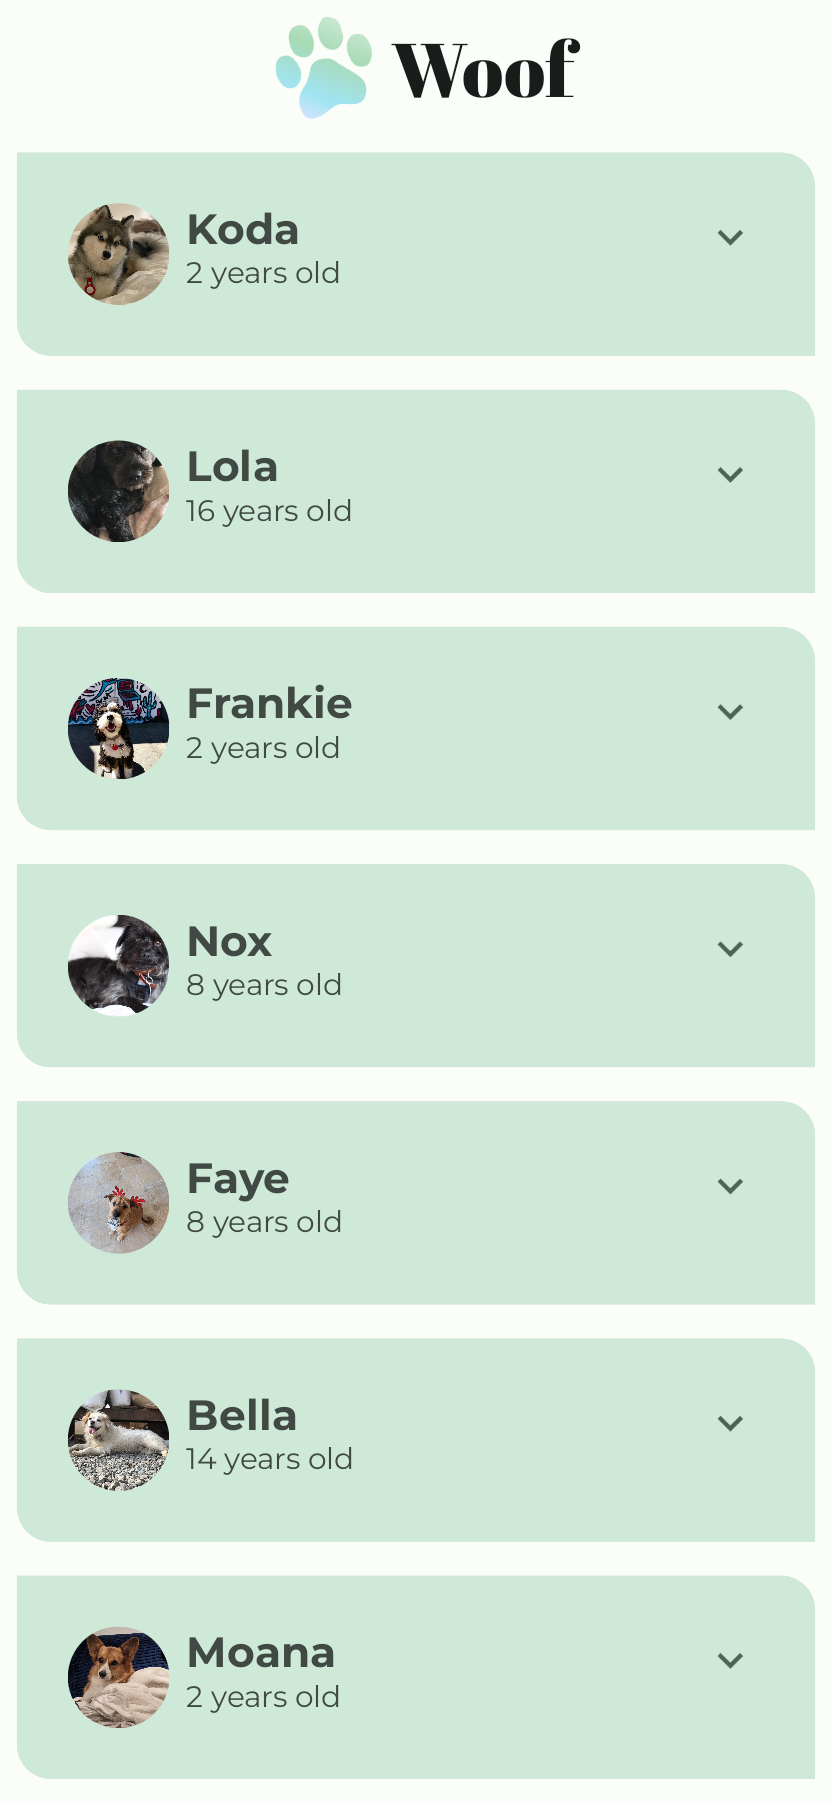 Woof
Koda
2 years old
Lola
16 years old
Frankie
2 years old
Nox
8 years old
Faye
8 years old
Bella
14 years old
Moana
2 years old